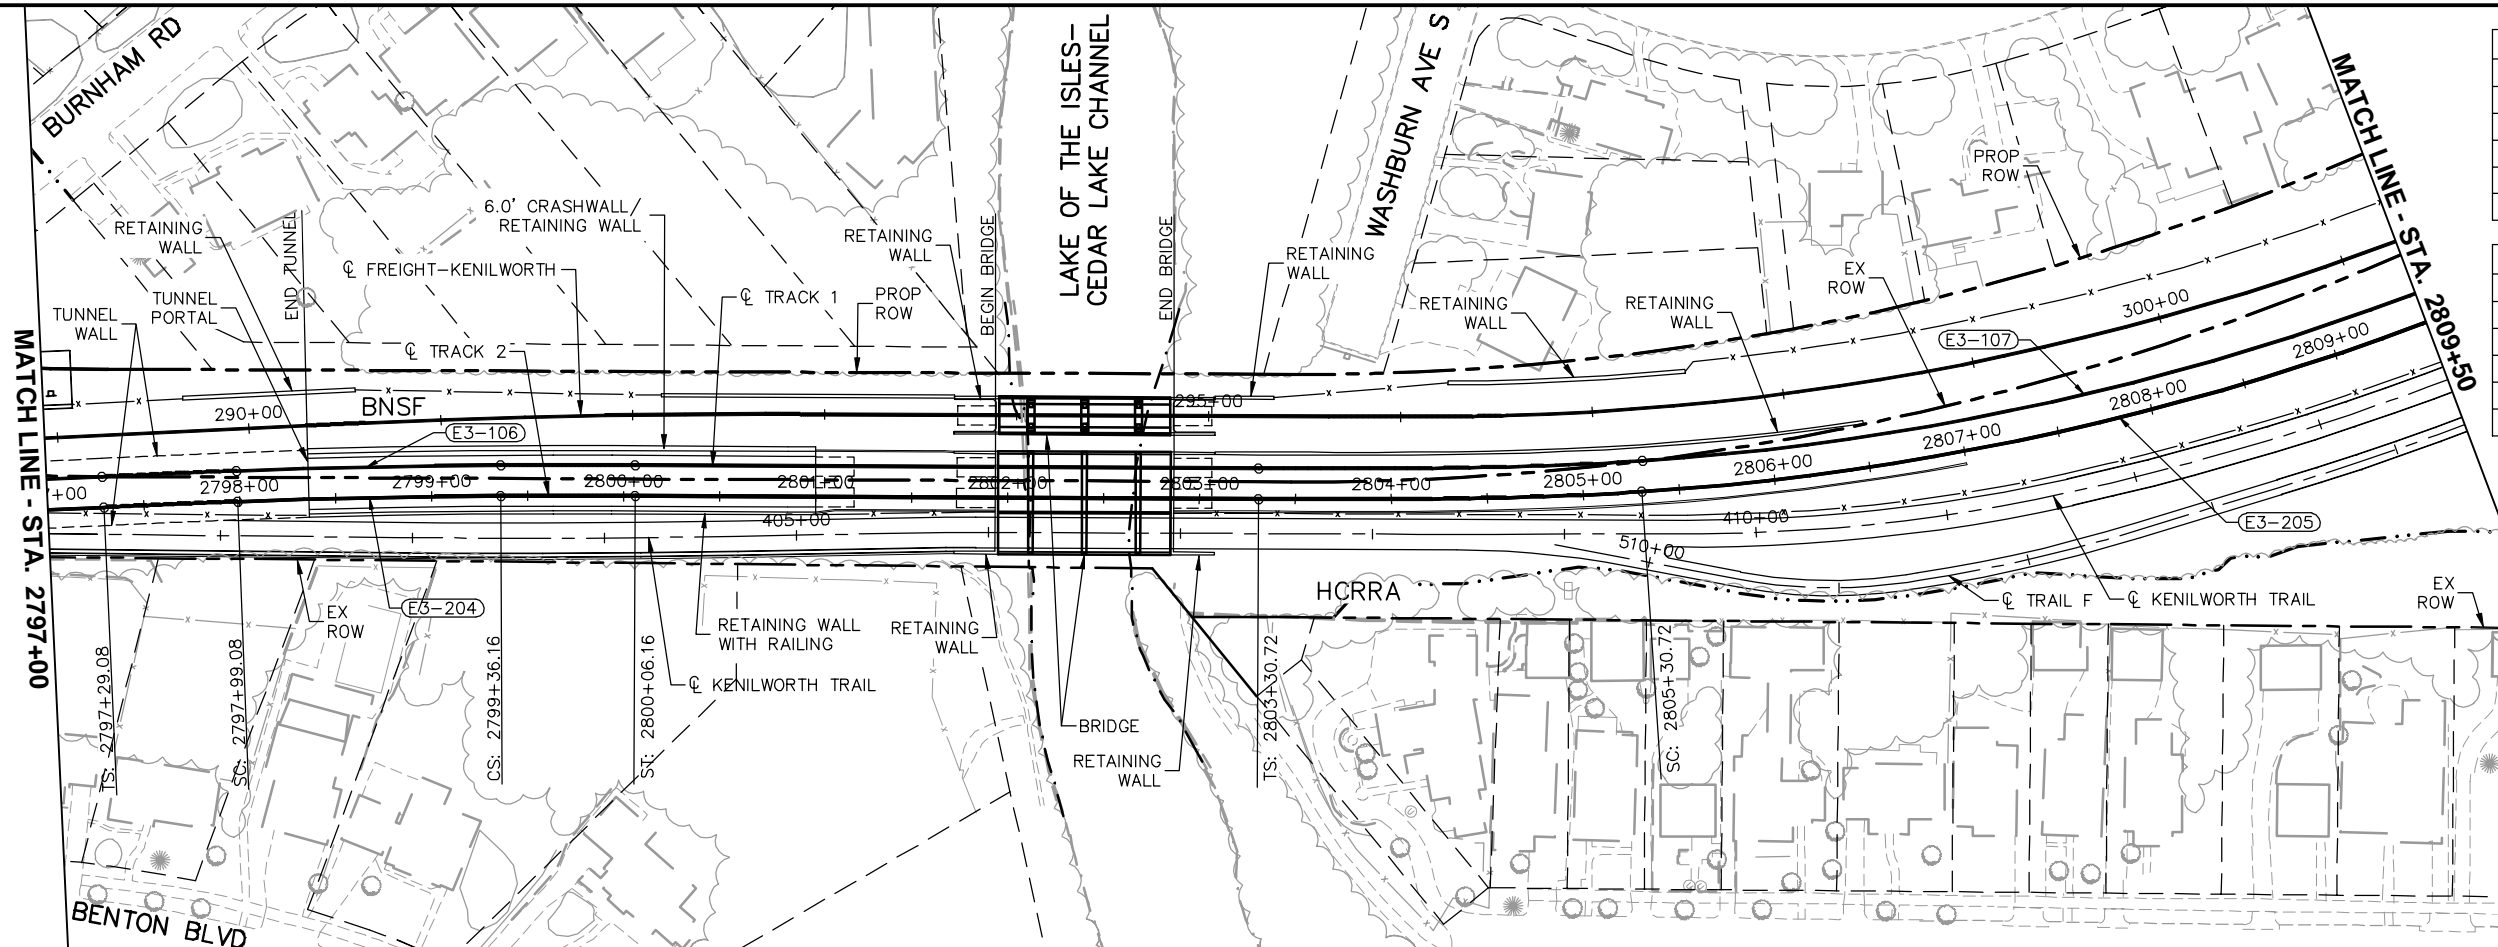 BURNHAM RD
LAKE OF THE ISLES-
CEDAR LAKE CHANNEL
WASHBURN AVE S
MATCH LINE - STA. 2809+50
PROP
ROW
RETAINING
WALL
END TUNNEL
6.0' CRASHWALL/
RETAINING WALL
RETAINING
WALL
BEGIN BRIDGE
END BRIDGE
RETAINING
WALL
EX
ROW
℄ FREIGHT-KENILWORTH
TUNNEL
PORTAL
℄ TRACK 1
PROP
ROW
RETAINING
WALL
RETAINING
WALL
300+00
TUNNEL
WALL
℄ TRACK 2
E3-107
2809+00
MATCH LINE - STA. 2797+00
290+00
BNSF
295+00
2808+00
E3-106
2807+00
2806+00
2798+00
2799+00
2800+00
2801+00
2802+00
2803+00
2804+00
2805+00
7+00
405+00
410+00
E3-205
510+00
EX
ROW
E3-204
HCRRA
℄ TRAIL F
℄ KENILWORTH TRAIL
EX
ROW
RETAINING WALL
WITH RAILING
RETAINING
WALL
℄ KENILWORTH TRAIL
BRIDGE
RETAINING
WALL
TS: 2797+29.08
SC: 2797+99.08
CS: 2799+36.16
ST: 2800+06.16
TS: 2803+30.72
SC: 2805+30.72
BENTON BLVD